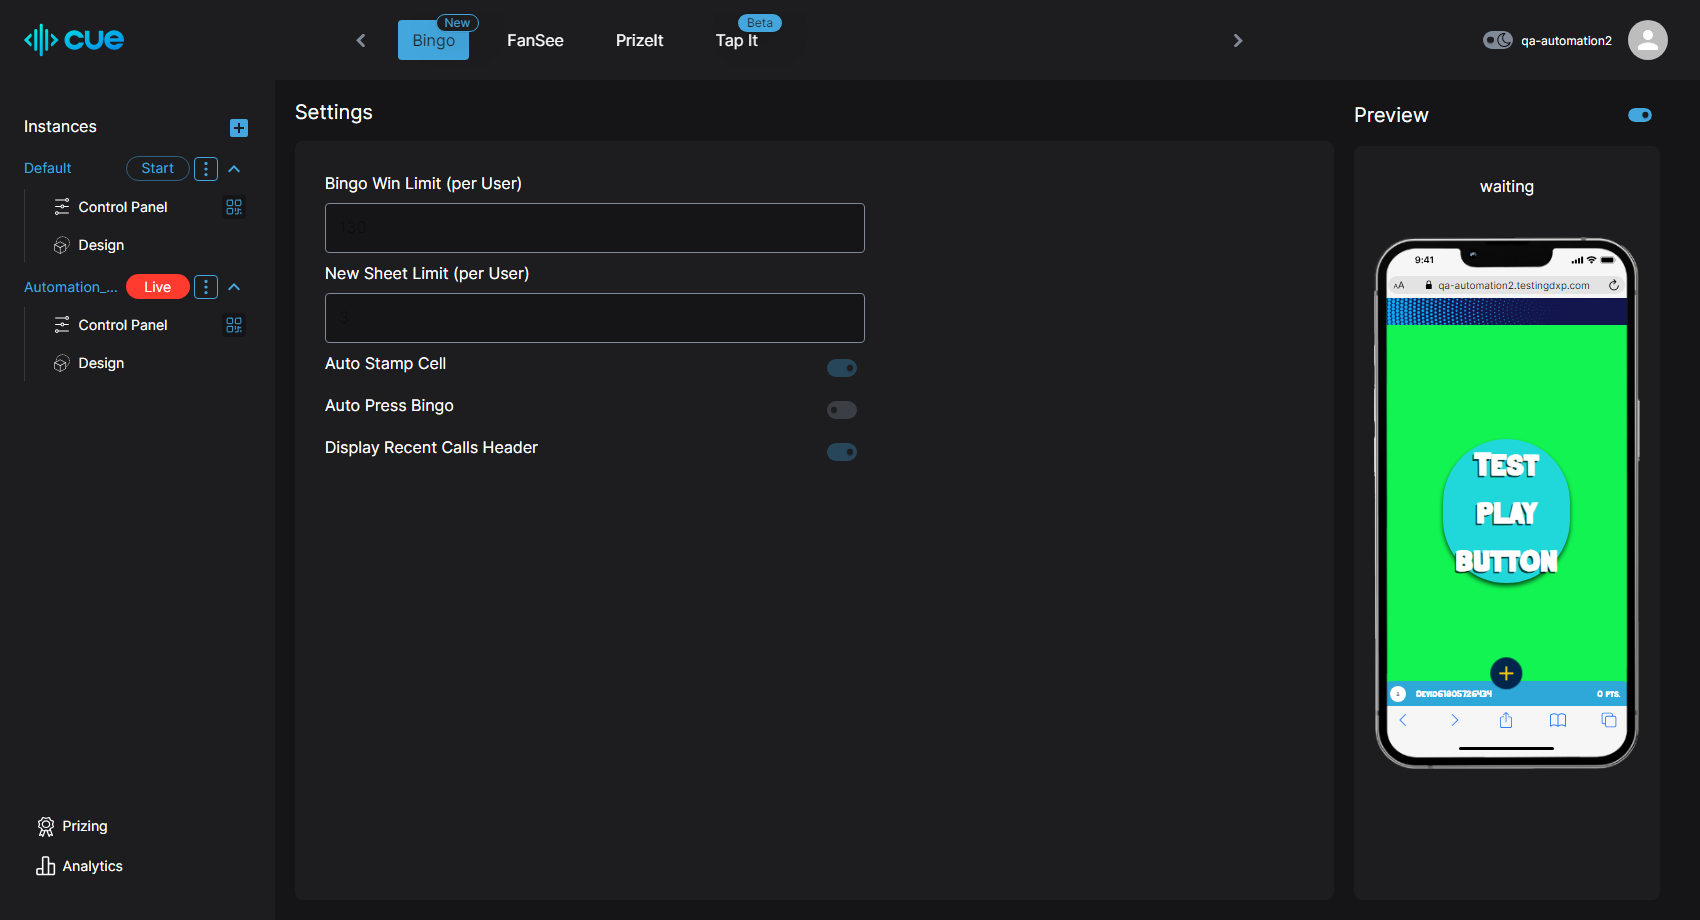 cue
Bingo
New
FanSee
PrizeIt
Tap It
Beta
qa-automation2
Instances
Default
Start
Control Panel
Design
Automation_...
Live
Control Panel
Design
Prizing
Analytics
Settings
Bingo Win Limit (per User)
New Sheet Limit (per User)
Auto Stamp Cell
Auto Press Bingo
Display Recent Calls Header
Preview
waiting
9:41
AA
qa-automation2.testingdxp.com
TEST
PLAY
BUTTON
0 PTS.